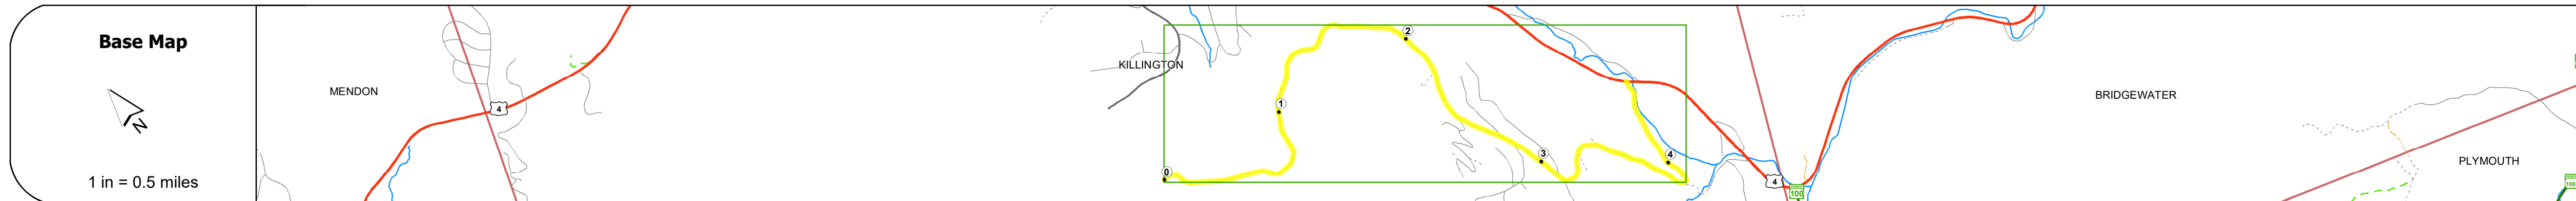 Base Map
N
1 in = 0.5 miles
MENDON
4
KILLINGTON
0
1
2
3
4
4
100
BRIDGEWATER
PLYMOUTH
100